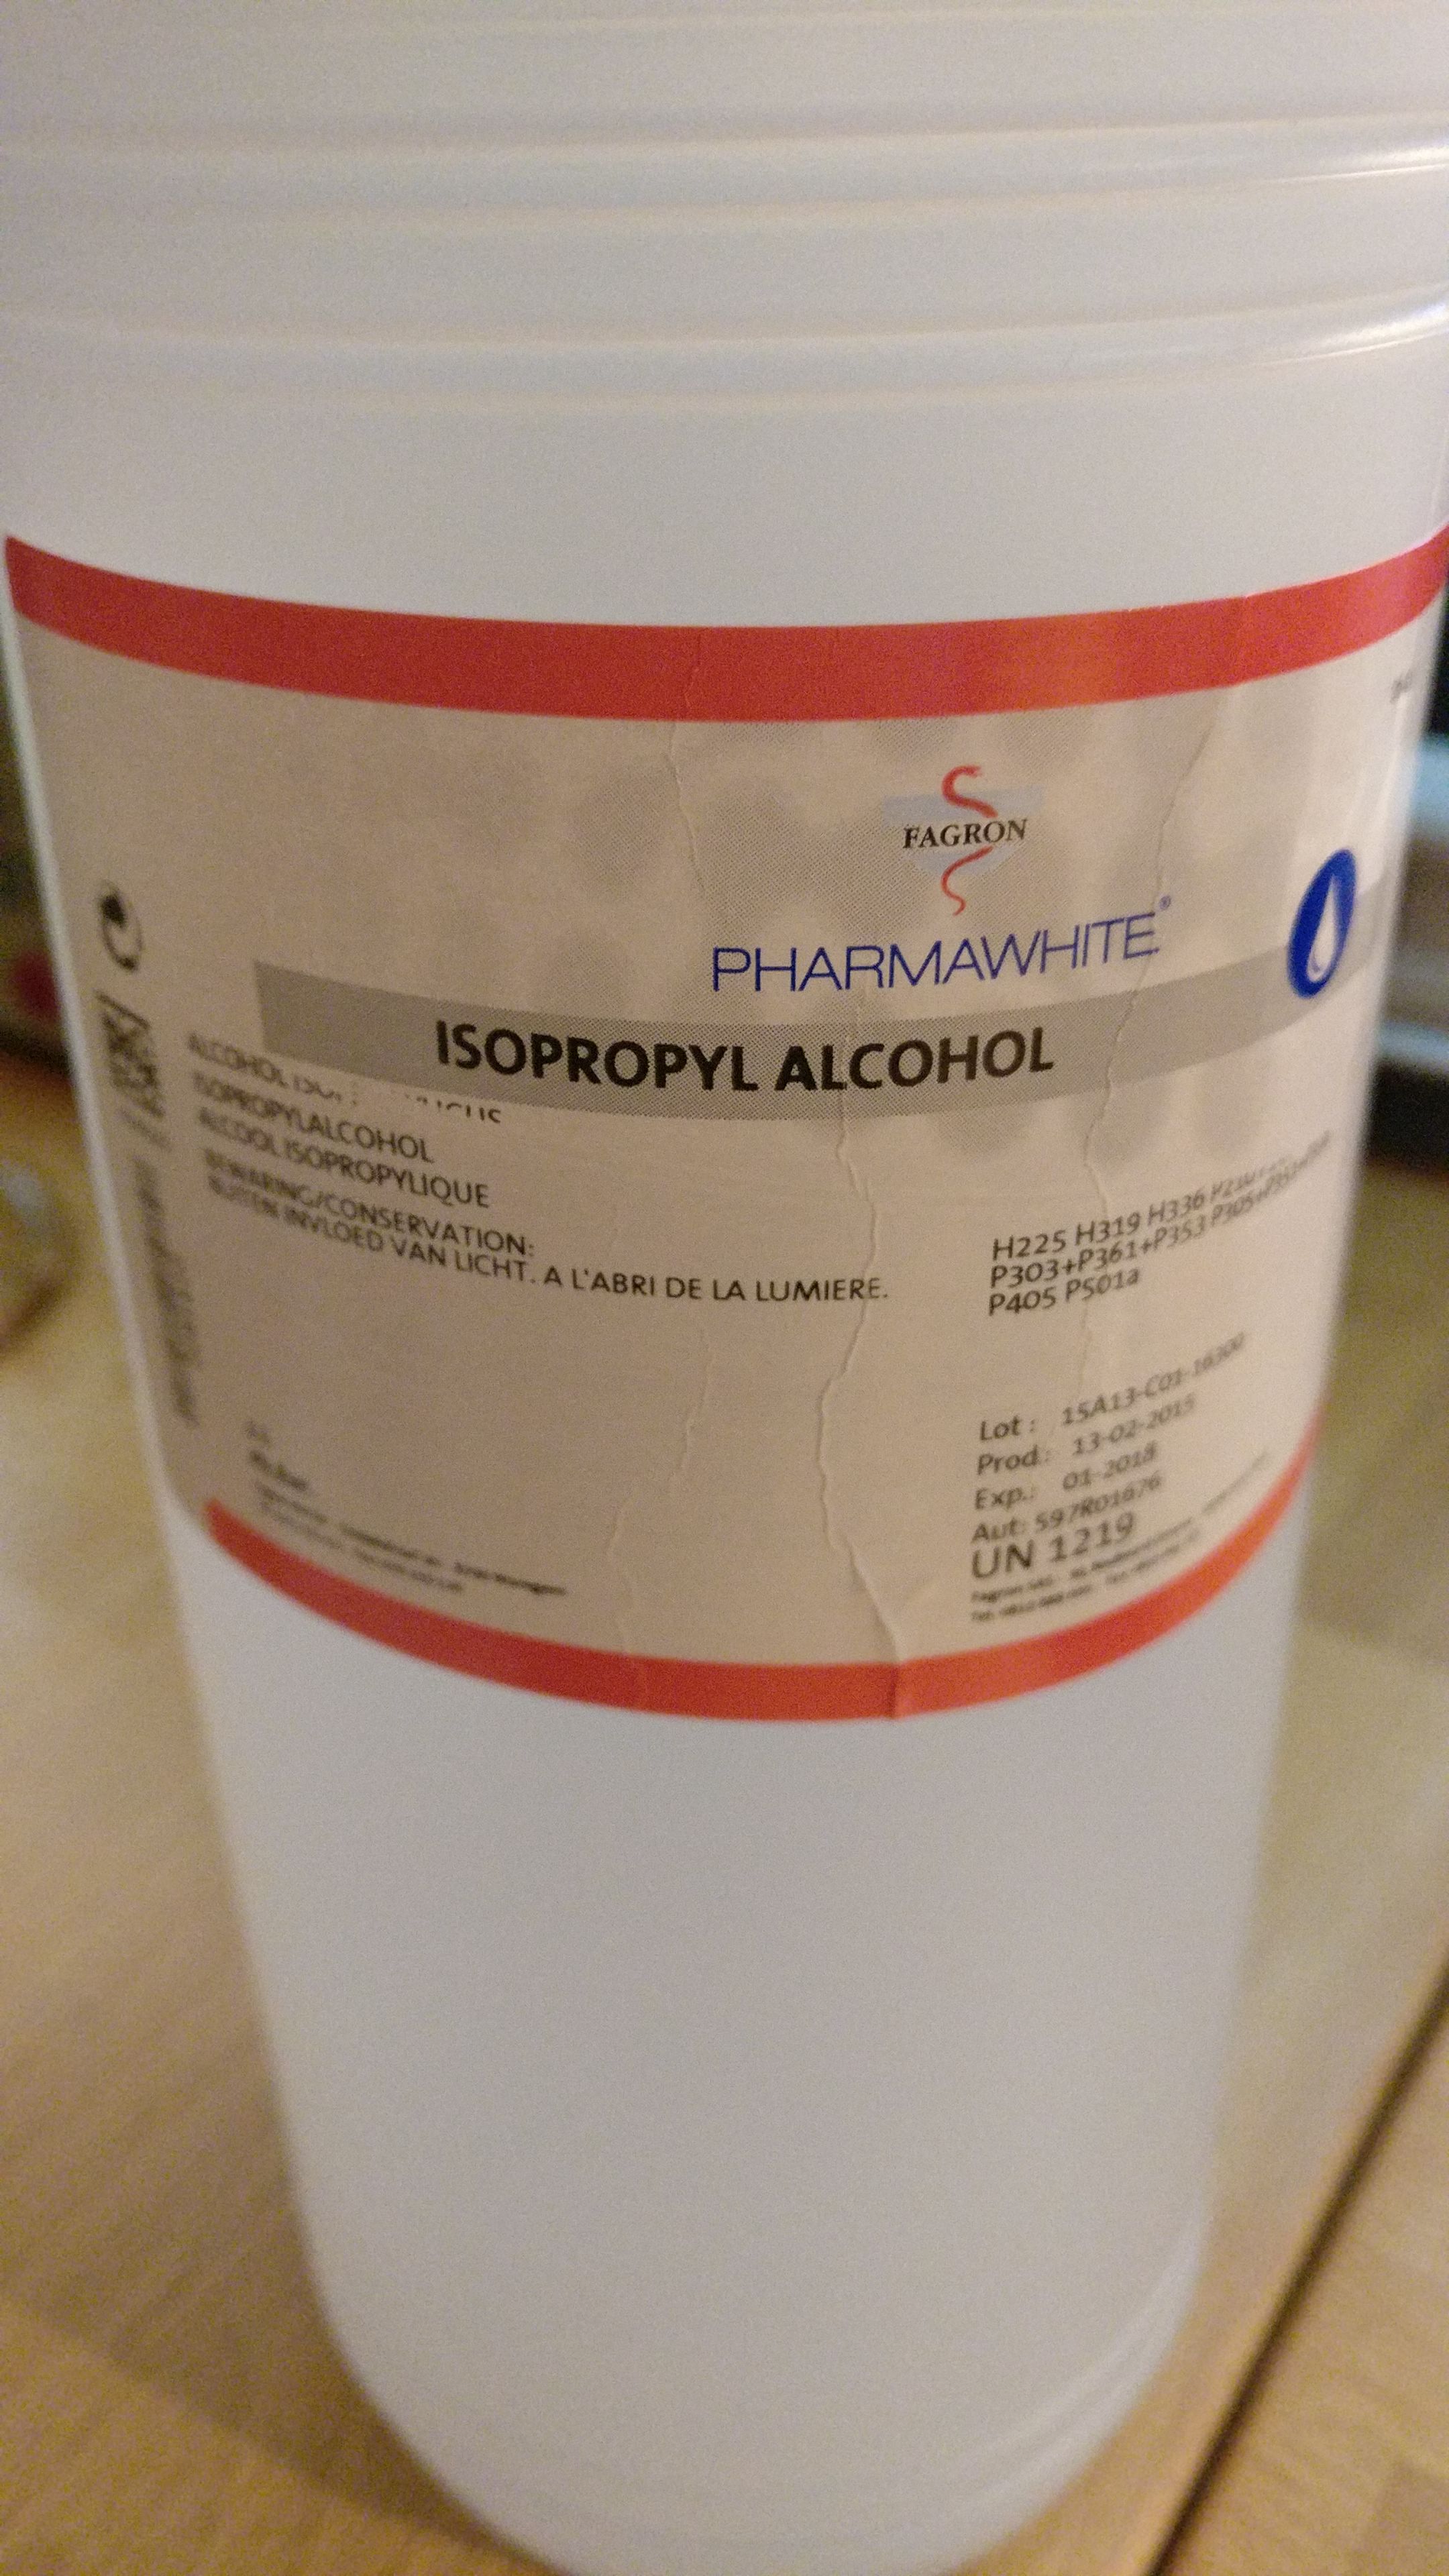 FAGRON
PHARMAWHITE®
ISOPROPYL ALCOHOL
ALCOHOL
ISOPROPYLALCOHOL
ALCOOL ISOPROPYLIQUE
BEWARING/CONSERVATION:
BUITEN INVLOED VAN LICHT. A L'ABRI DE LA LUMIERE.
H225 H319 H336
P303+P361+P353
P405 P501a
Lot : 15A13-C01-16300
Prod.: 13-02-2015
Exp.: 01-2018
Aut: 597R01676
UN 1219